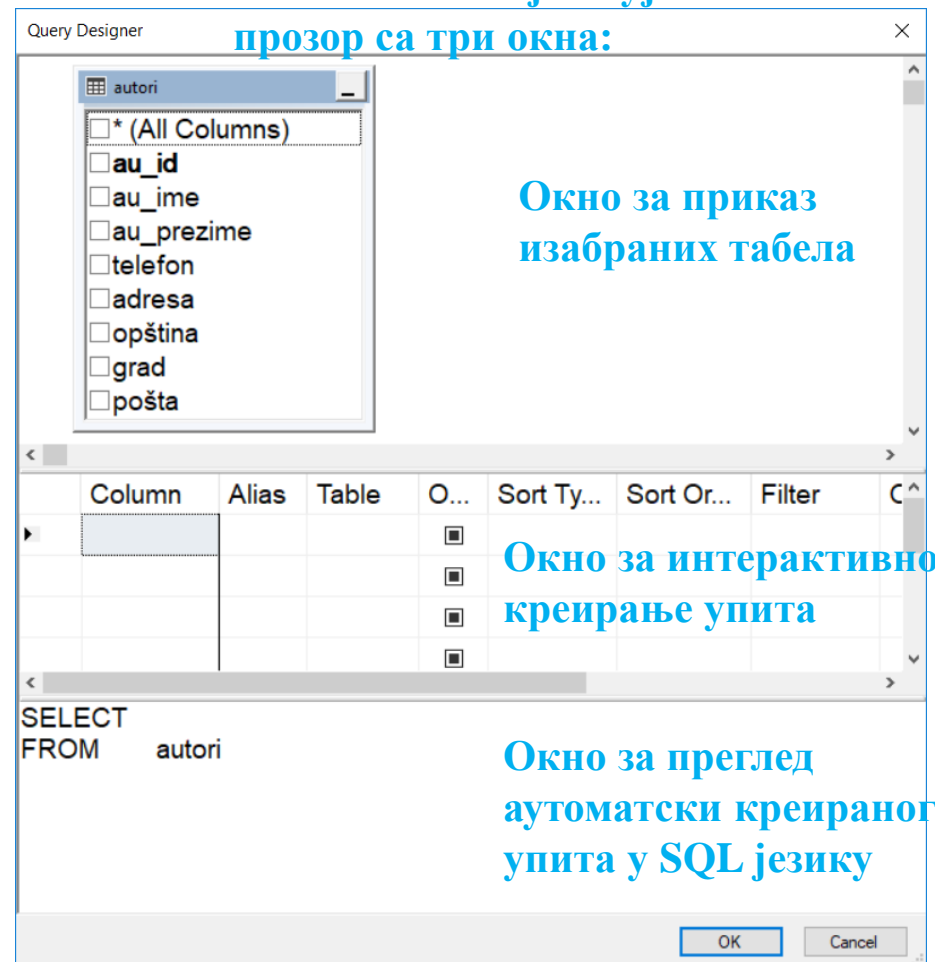 Query Designer
прозор са три окна:
autori
* (All Columns)
au_id
au_ime
au_prezime
telefon
adresa
opština
grad
pošta
Окно за приказ
изабраних табела
Column Alias Table O... Sort Ty... Sort Or... Filter
Окно за интерактивно
креирање упита
SELECT
FROM autori
Окно за преглед
аутоматски креираног
упита у SQL језику
OK Cancel